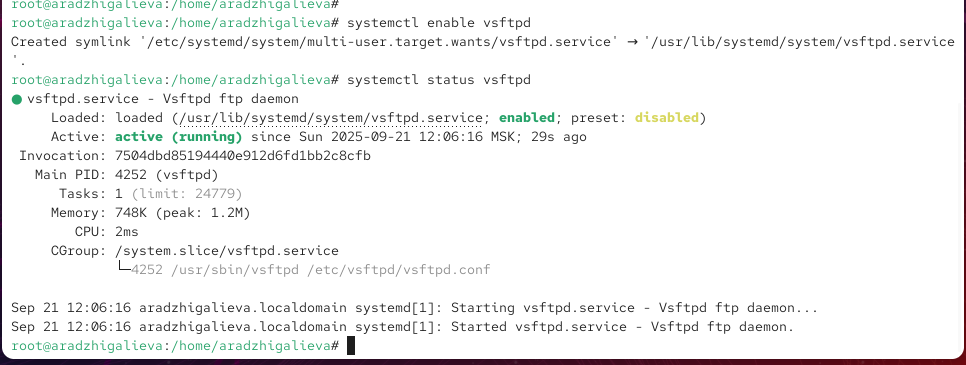 root@aradzhigalieva:/home/aradzhigalieva#
root@aradzhigalieva:/home/aradzhigalieva# systemctl enable vsftpd
Created symlink '/etc/systemd/system/multi-user.target.wants/vsftpd.service' → '/usr/lib/systemd/system/vsftpd.service
'.
root@aradzhigalieva:/home/aradzhigalieva# systemctl status vsftpd
● vsftpd.service - Vsftpd ftp daemon
     Loaded: loaded (/usr/lib/systemd/system/vsftpd.service; enabled; preset: disabled)
     Active: active (running) since Sun 2025-09-21 12:06:16 MSK; 29s ago
 Invocation: 7504dbd85194440e912d6fd1bb2c8cfb
   Main PID: 4252 (vsftpd)
      Tasks: 1 (limit: 24779)
     Memory: 748K (peak: 1.2M)
        CPU: 2ms
     CGroup: /system.slice/vsftpd.service
             └─4252 /usr/sbin/vsftpd /etc/vsftpd/vsftpd.conf
Sep 21 12:06:16 aradzhigalieva.localdomain systemd[1]: Starting vsftpd.service - Vsftpd ftp daemon...
Sep 21 12:06:16 aradzhigalieva.localdomain systemd[1]: Started vsftpd.service - Vsftpd ftp daemon.
root@aradzhigalieva:/home/aradzhigalieva#